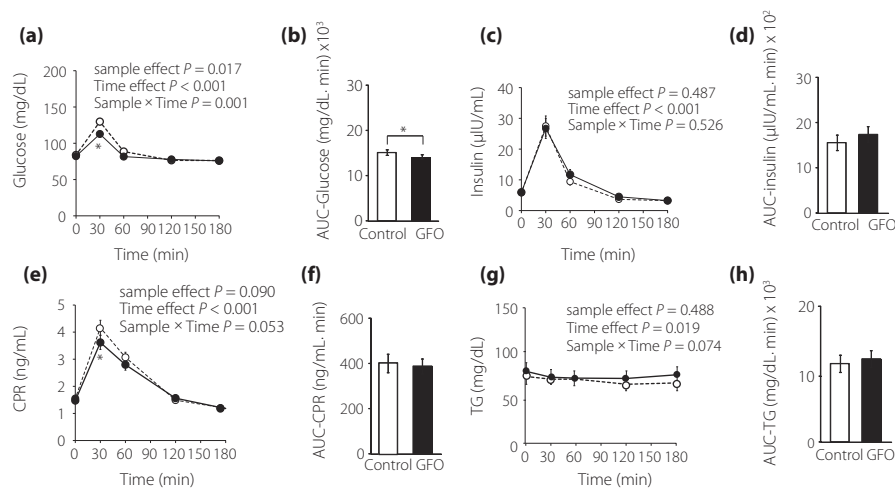 (a)
sample effect P = 0.017
Time effect P < 0.001
Sample × Time P = 0.001
Glucose (mg/dL)
200
150
100
50
0
*
0 30 60 90 120 150 180
Time (min)
(b)
AUC-Glucose (mg/dL· min) ×10³
30
20
10
0
*
Control GFO
(c)
sample effect P = 0.487
Time effect P < 0.001
Sample × Time P = 0.526
Insulin (μIU/mL)
40
30
20
10
0
0 30 60 90 120 150 180
Time (min)
(d)
AUC-insulin (μIU/mL· min) × 10²
30
20
10
0
Control GFO
(e)
sample effect P = 0.090
Time effect P < 0.001
Sample × Time P = 0.053
CPR (ng/mL)
5
4
3
2
1
0
*
0 30 60 90 120 150 180
Time (min)
(f)
AUC-CPR (ng/mL· min)
600
400
200
0
Control GFO
(g)
sample effect P = 0.488
Time effect P = 0.019
Sample × Time P = 0.074
TG (mg/dL)
150
100
50
0
0 30 60 90 120 150 180
Time (min)
(h)
AUC-TG (mg/dL· min) × 10³
20
10
0
Control GFO